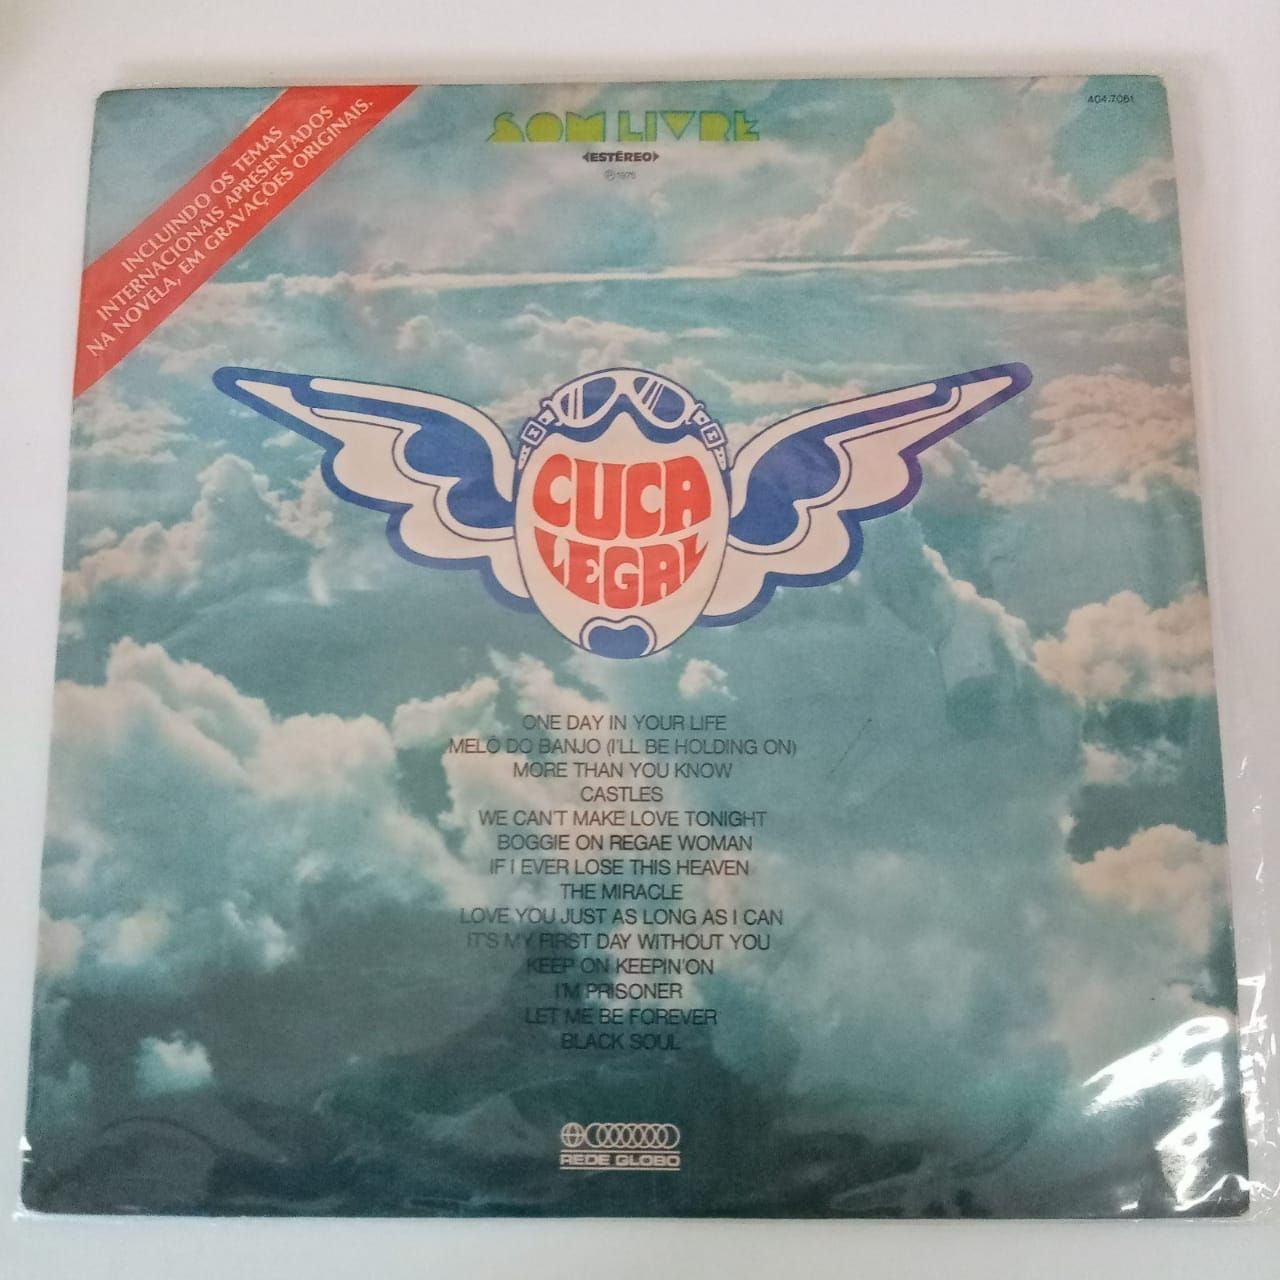 INCLUINDO OS TEMAS
INTERNACIONAIS APRESENTADOS
NA NOVELA, EM GRAVAÇÕES ORIGINAIS.
SOM LIVRE
ESTÉREO
Ⓟ 1975
404.7061
CUCA
LEGAL
ONE DAY IN YOUR LIFE
MELÔ DO BANJO (I'LL BE HOLDING ON)
MORE THAN YOU KNOW
CASTLES
WE CAN'T MAKE LOVE TONIGHT
BOGGIE ON REGAE WOMAN
IF I EVER LOSE THIS HEAVEN
THE MIRACLE
LOVE YOU JUST AS LONG AS I CAN
IT'S MY FIRST DAY WITHOUT YOU
KEEP ON KEEPIN'ON
I'M PRISONER
LET ME BE FOREVER
BLACK SOUL
REDE GLOBO